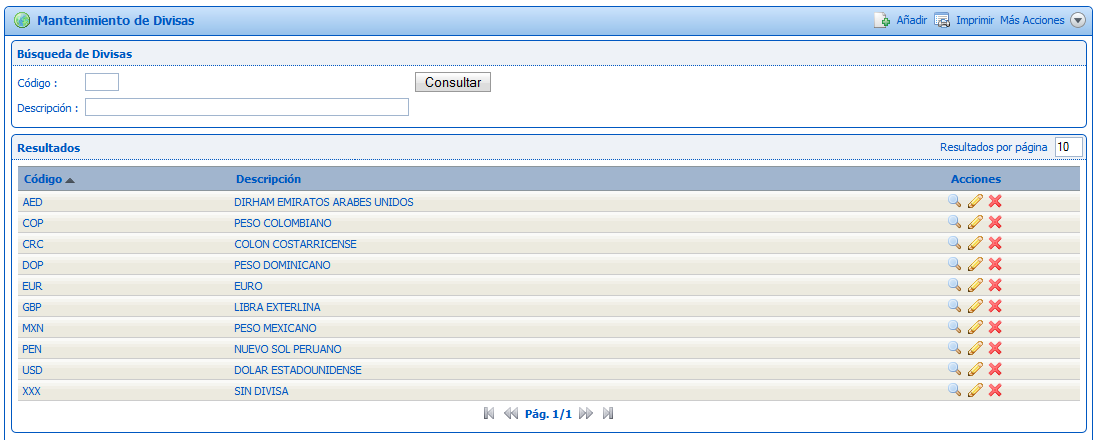 Mantenimiento de Divisas Añadir Imprimir Más Acciones
Búsqueda de Divisas
Código : Consultar
Descripción :
Resultados Resultados por página 10
Código Descripción Acciones
AED DIRHAM EMIRATOS ARABES UNIDOS
COP PESO COLOMBIANO
CRC COLON COSTARRICENSE
DOP PESO DOMINICANO
EUR EURO
GBP LIBRA EXTERLINA
MXN PESO MEXICANO
PEN NUEVO SOL PERUANO
USD DOLAR ESTADOUNIDENSE
XXX SIN DIVISA
Pág. 1/1